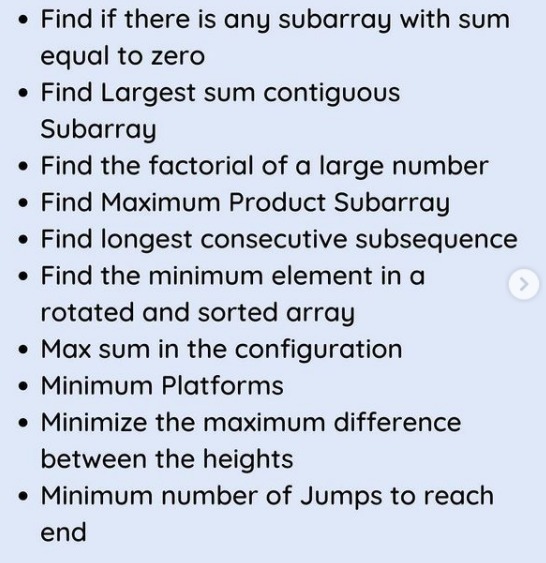 • Find if there is any subarray with sum
equal to zero
• Find Largest sum contiguous
Subarray
• Find the factorial of a large number
• Find Maximum Product Subarray
• Find longest consecutive subsequence
• Find the minimum element in a
rotated and sorted array
• Max sum in the configuration
• Minimum Platforms
• Minimize the maximum difference
between the heights
• Minimum number of Jumps to reach
end